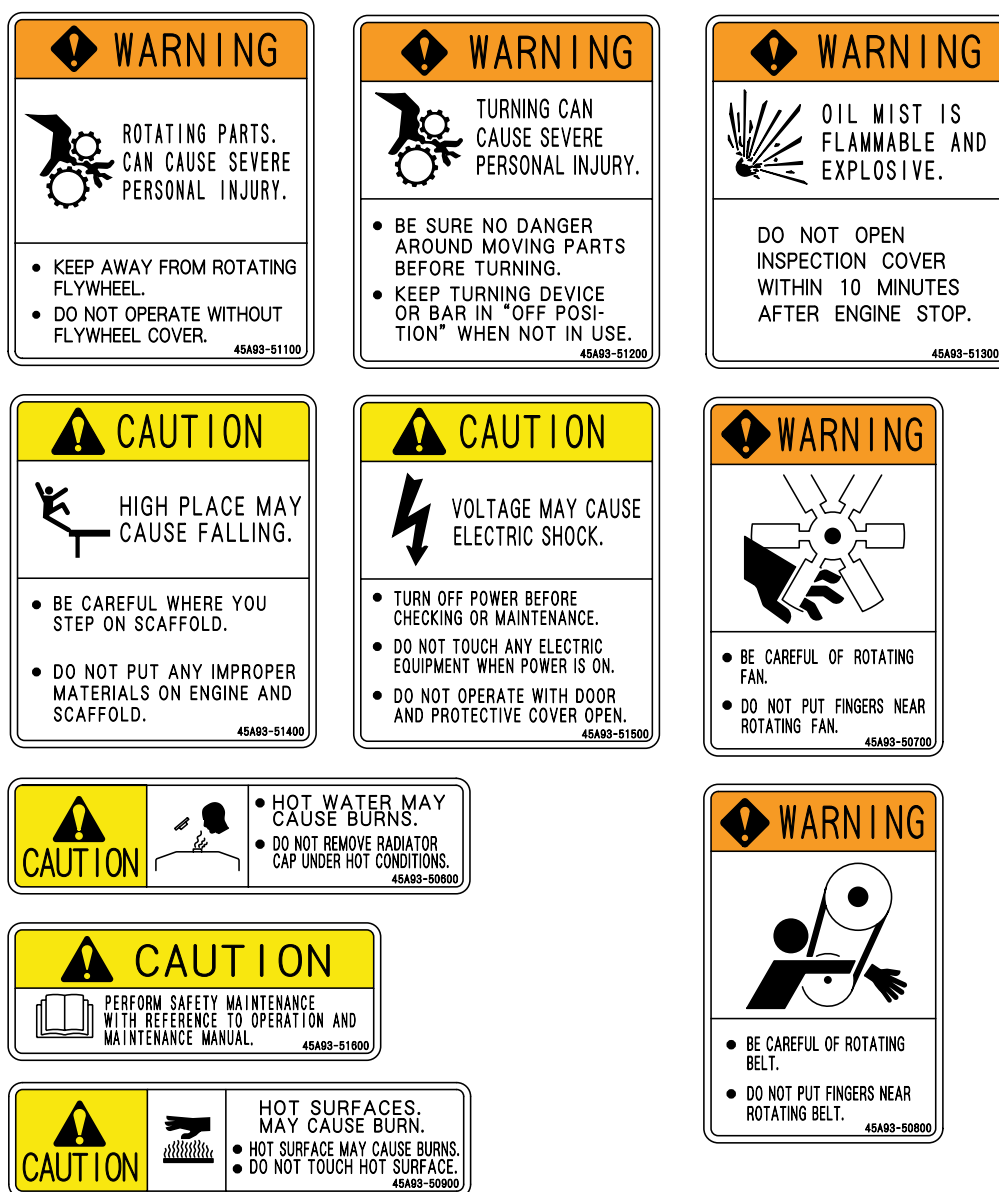 WARNING
ROTATING PARTS.
CAN CAUSE SEVERE
PERSONAL INJURY.
● KEEP AWAY FROM ROTATING
FLYWHEEL.
● DO NOT OPERATE WITHOUT
FLYWHEEL COVER.
45A93-51100
WARNING
TURNING CAN
CAUSE SEVERE
PERSONAL INJURY.
● BE SURE NO DANGER
AROUND MOVING PARTS
BEFORE TURNING.
● KEEP TURNING DEVICE
OR BAR IN “OFF POSI-
TION” WHEN NOT IN USE.
45A93-51200
WARNING
OIL MIST IS
FLAMMABLE AND
EXPLOSIVE.
DO NOT OPEN
INSPECTION COVER
WITHIN 10 MINUTES
AFTER ENGINE STOP.
45A93-51300
CAUTION
HIGH PLACE MAY
CAUSE FALLING.
● BE CAREFUL WHERE YOU
STEP ON SCAFFOLD.
● DO NOT PUT ANY IMPROPER
MATERIALS ON ENGINE AND
SCAFFOLD.
45A93-51400
CAUTION
VOLTAGE MAY CAUSE
ELECTRIC SHOCK.
● TURN OFF POWER BEFORE
CHECKING OR MAINTENANCE.
● DO NOT TOUCH ANY ELECTRIC
EQUIPMENT WHEN POWER IS ON.
● DO NOT OPERATE WITH DOOR
AND PROTECTIVE COVER OPEN.
45A93-51500
WARNING
● BE CAREFUL OF ROTATING
FAN.
● DO NOT PUT FINGERS NEAR
ROTATING FAN.
45A93-50700
CAUTION
● HOT WATER MAY
CAUSE BURNS.
● DO NOT REMOVE RADIATOR
CAP UNDER HOT CONDITIONS.
45A93-50600
WARNING
● BE CAREFUL OF ROTATING
BELT.
● DO NOT PUT FINGERS NEAR
ROTATING BELT.
45A93-50800
CAUTION
PERFORM SAFETY MAINTENANCE
WITH REFERENCE TO OPERATION AND
MAINTENANCE MANUAL.
45A93-51600
CAUTION
HOT SURFACES.
MAY CAUSE BURN.
● HOT SURFACE MAY CAUSE BURNS.
● DO NOT TOUCH HOT SURFACE.
45A93-50900